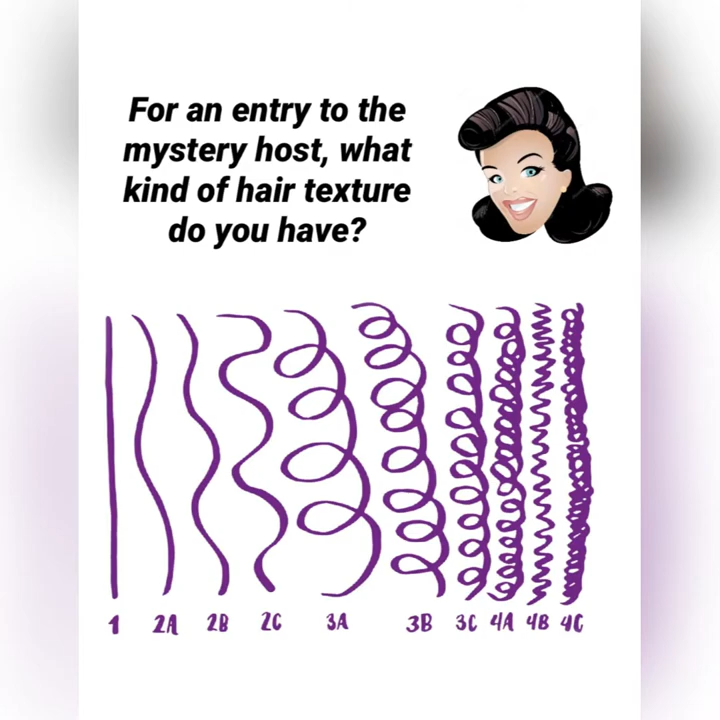 For an entry to the
mystery host, what
kind of hair texture
do you have?
1 2A 2B 2C 3A 3B 3C 4A 4B 4C